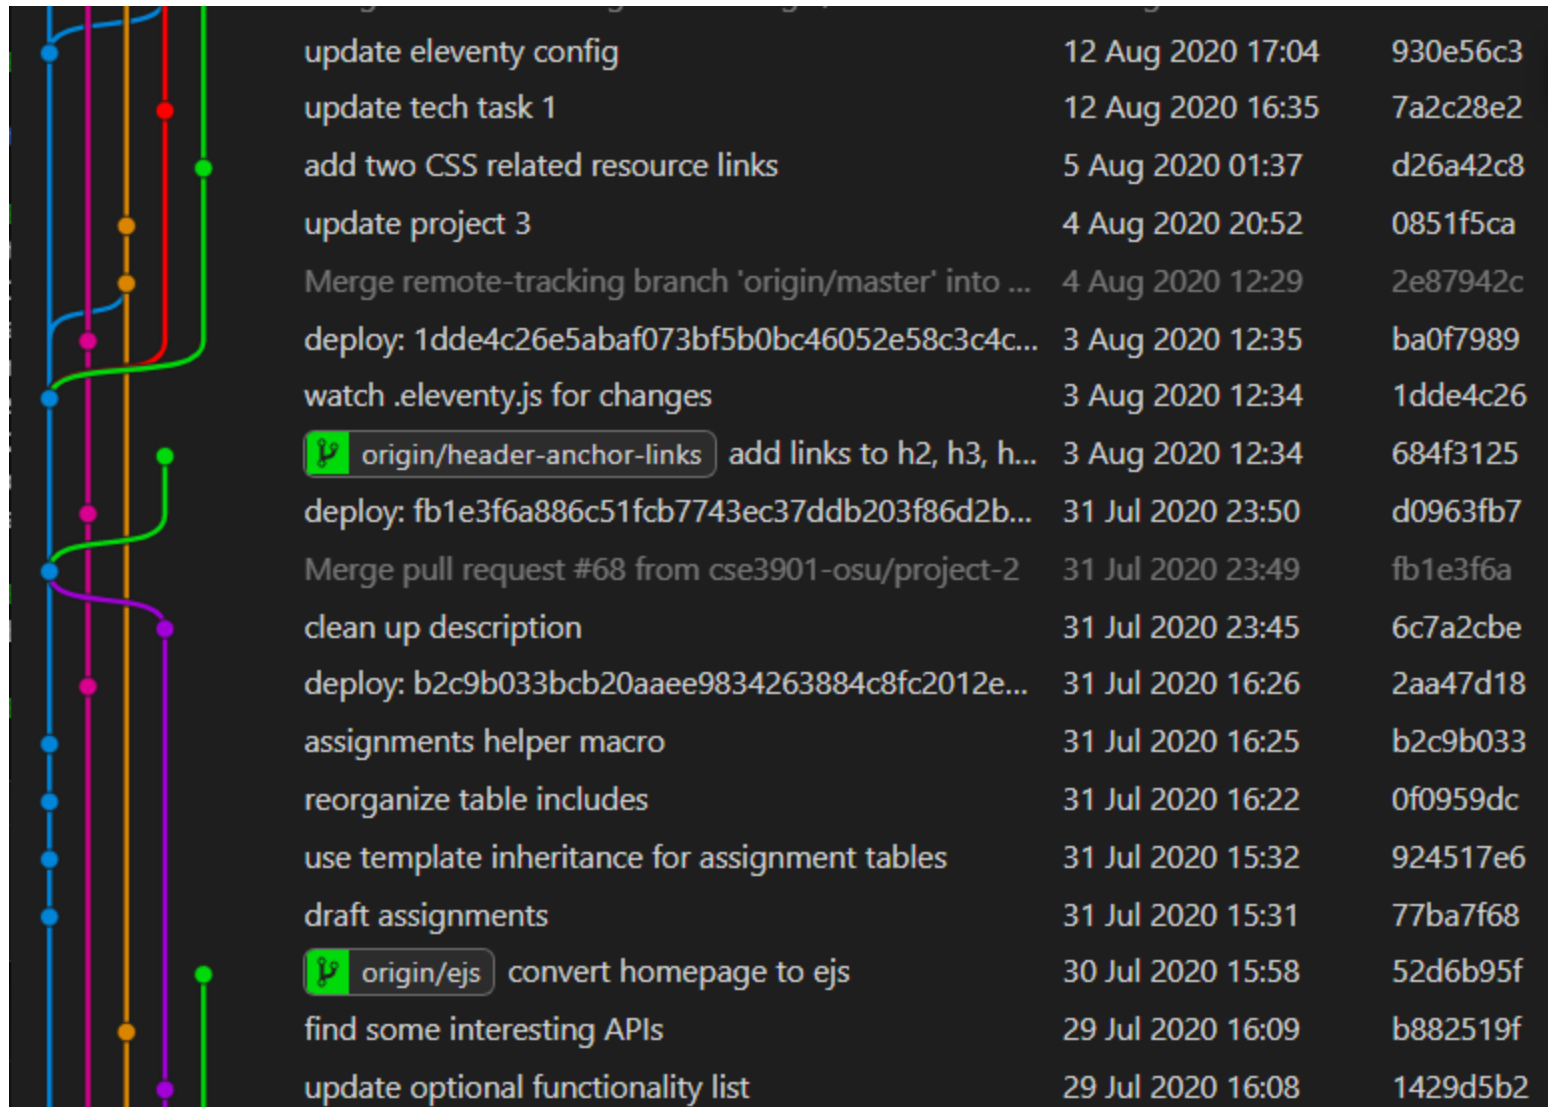 update eleventy config 12 Aug 2020 17:04 930e56c3
update tech task 1 12 Aug 2020 16:35 7a2c28e2
add two CSS related resource links 5 Aug 2020 01:37 d26a42c8
update project 3 4 Aug 2020 20:52 0851f5ca
Merge remote-tracking branch 'origin/master' into ... 4 Aug 2020 12:29 2e87942c
deploy: 1dde4c26e5abaf073bf5b0bc46052e58c3c4c... 3 Aug 2020 12:35 ba0f7989
watch .eleventy.js for changes 3 Aug 2020 12:34 1dde4c26
origin/header-anchor-links add links to h2, h3, h... 3 Aug 2020 12:34 684f3125
deploy: fb1e3f6a886c51fcb7743ec37ddb203f86d2b... 31 Jul 2020 23:50 d0963fb7
Merge pull request #68 from cse3901-osu/project-2 31 Jul 2020 23:49 fb1e3f6a
clean up description 31 Jul 2020 23:45 6c7a2cbe
deploy: b2c9b033bcb20aaee9834263884c8fc2012e... 31 Jul 2020 16:26 2aa47d18
assignments helper macro 31 Jul 2020 16:25 b2c9b033
reorganize table includes 31 Jul 2020 16:22 0f0959dc
use template inheritance for assignment tables 31 Jul 2020 15:32 924517e6
draft assignments 31 Jul 2020 15:31 77ba7f68
origin/ejs convert homepage to ejs 30 Jul 2020 15:58 52d6b95f
find some interesting APIs 29 Jul 2020 16:09 b882519f
update optional functionality list 29 Jul 2020 16:08 1429d5b2